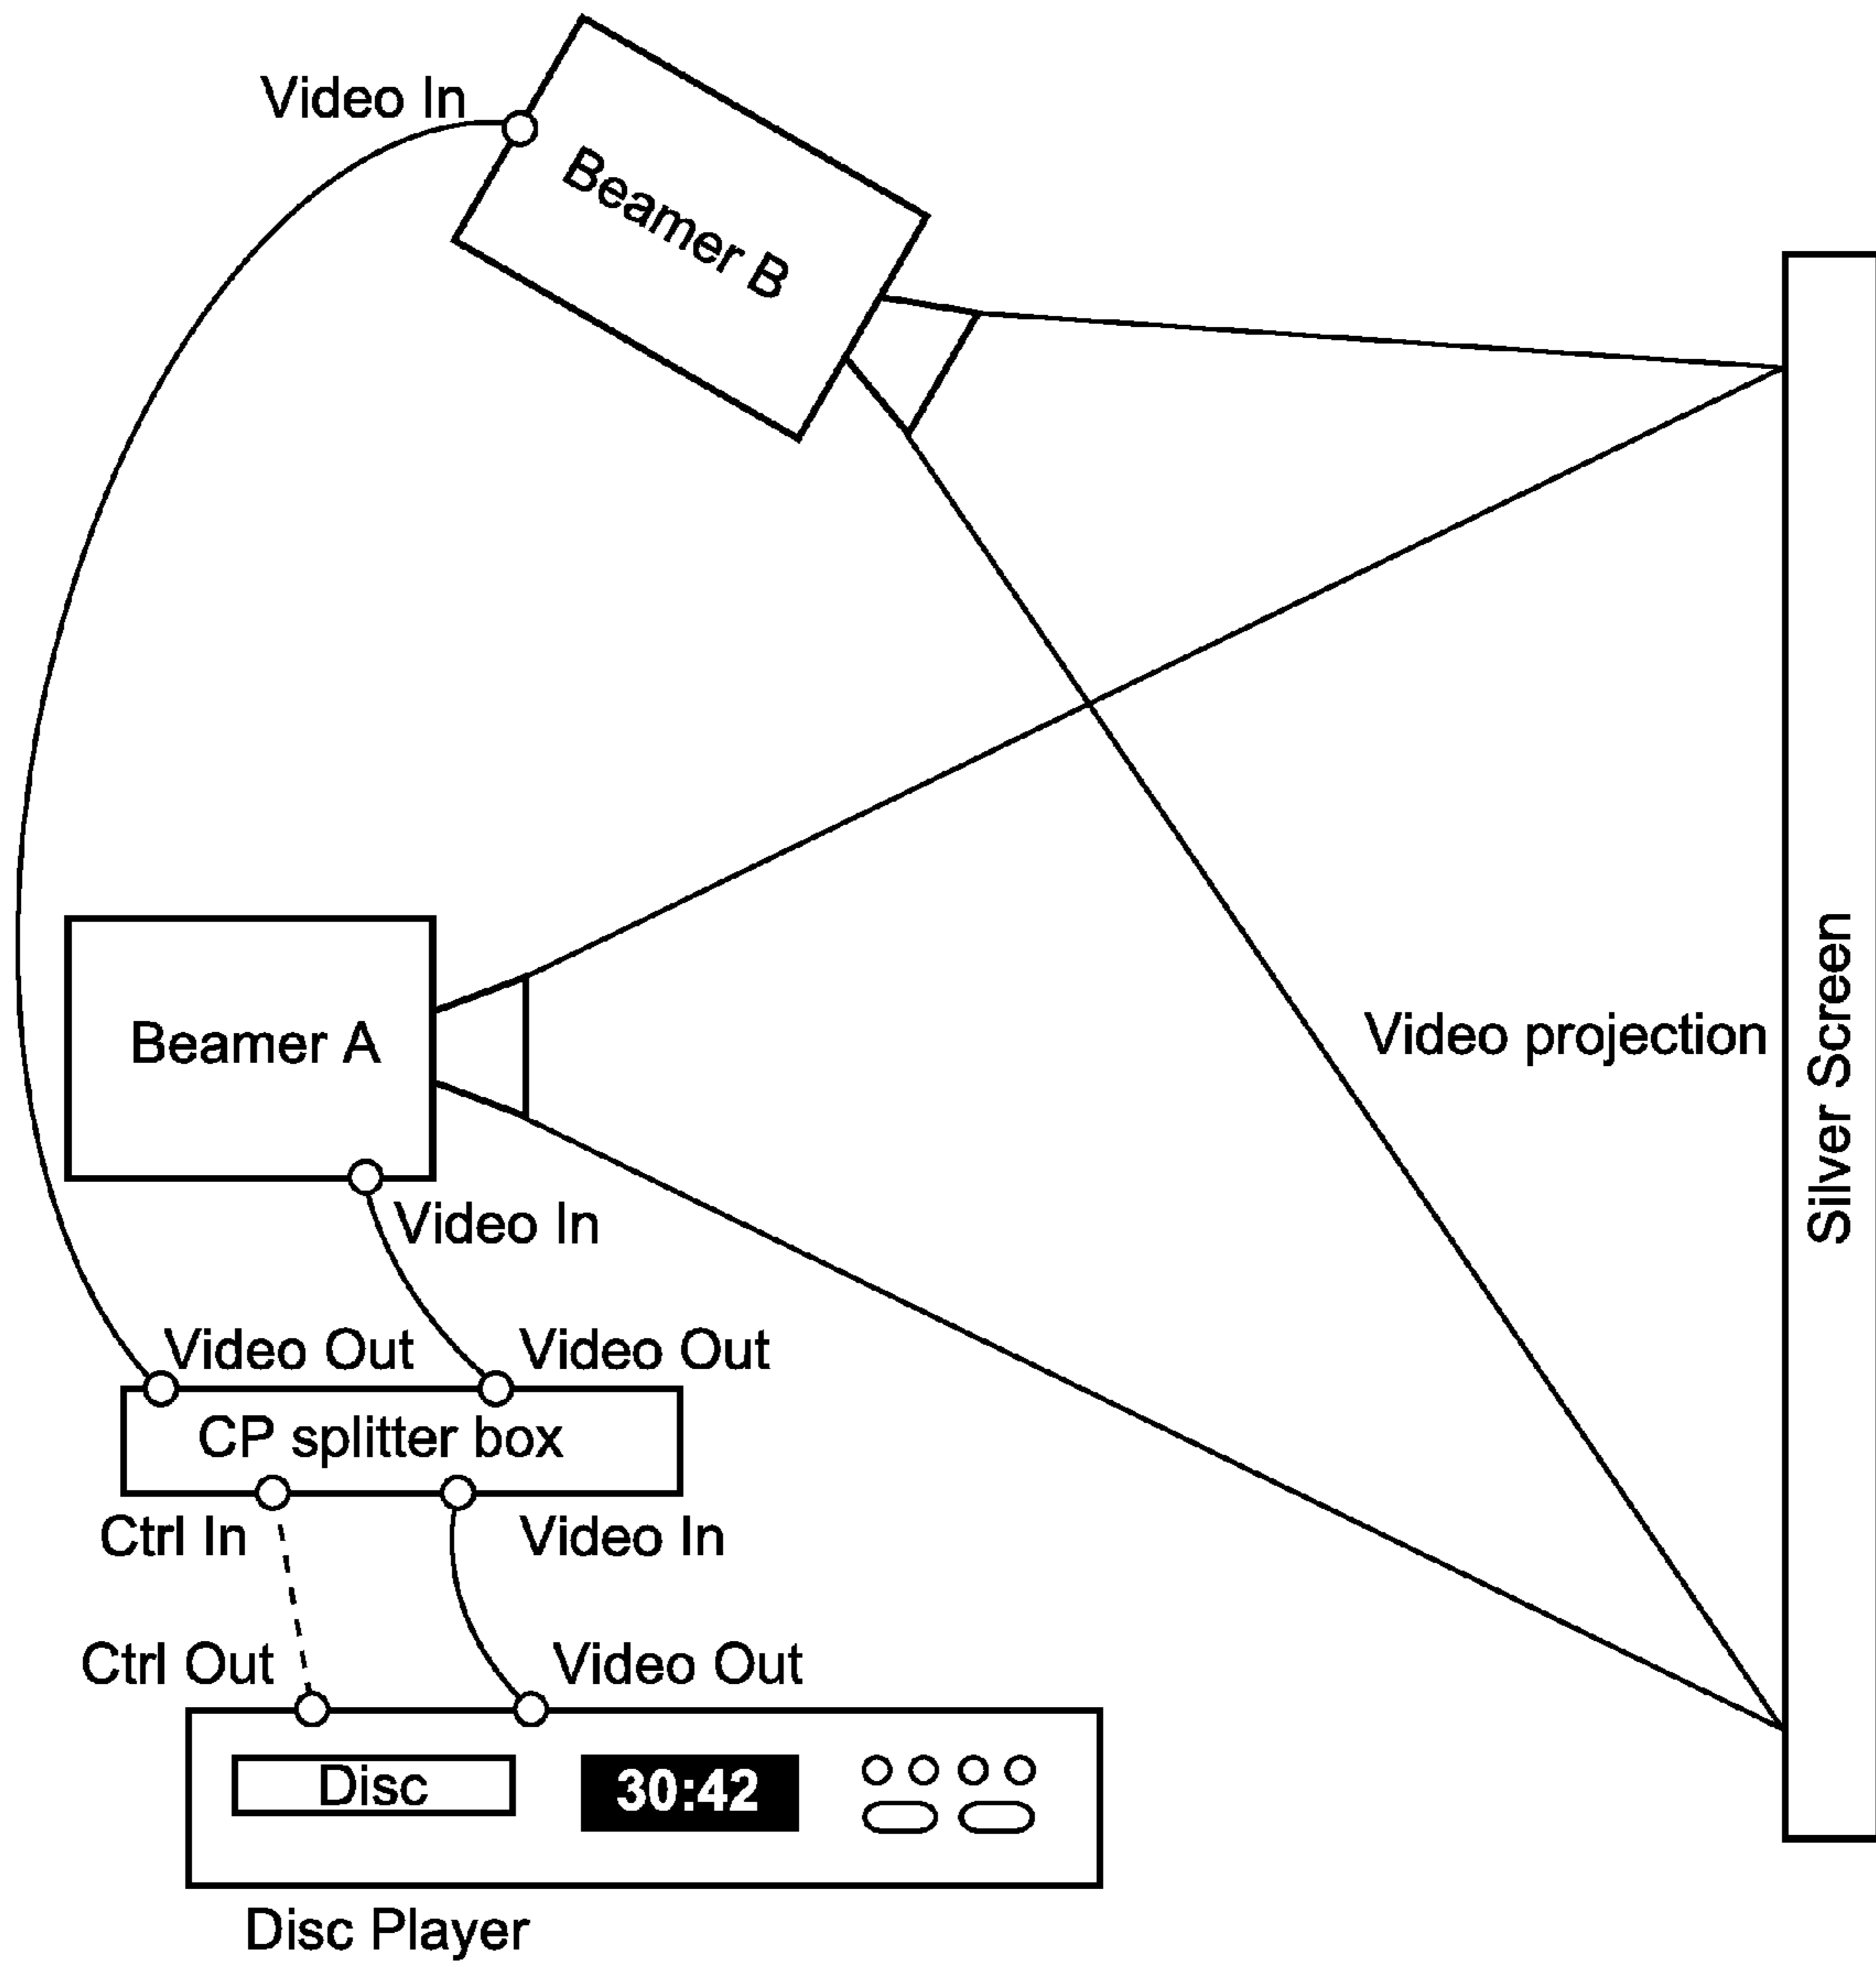 Video In
Beamer B
Beamer A
Video projection
Silver Screen
Video In
Video Out
Video Out
CP splitter box
Ctrl In
Video In
Ctrl Out
Video Out
Disc
30:42
Disc Player